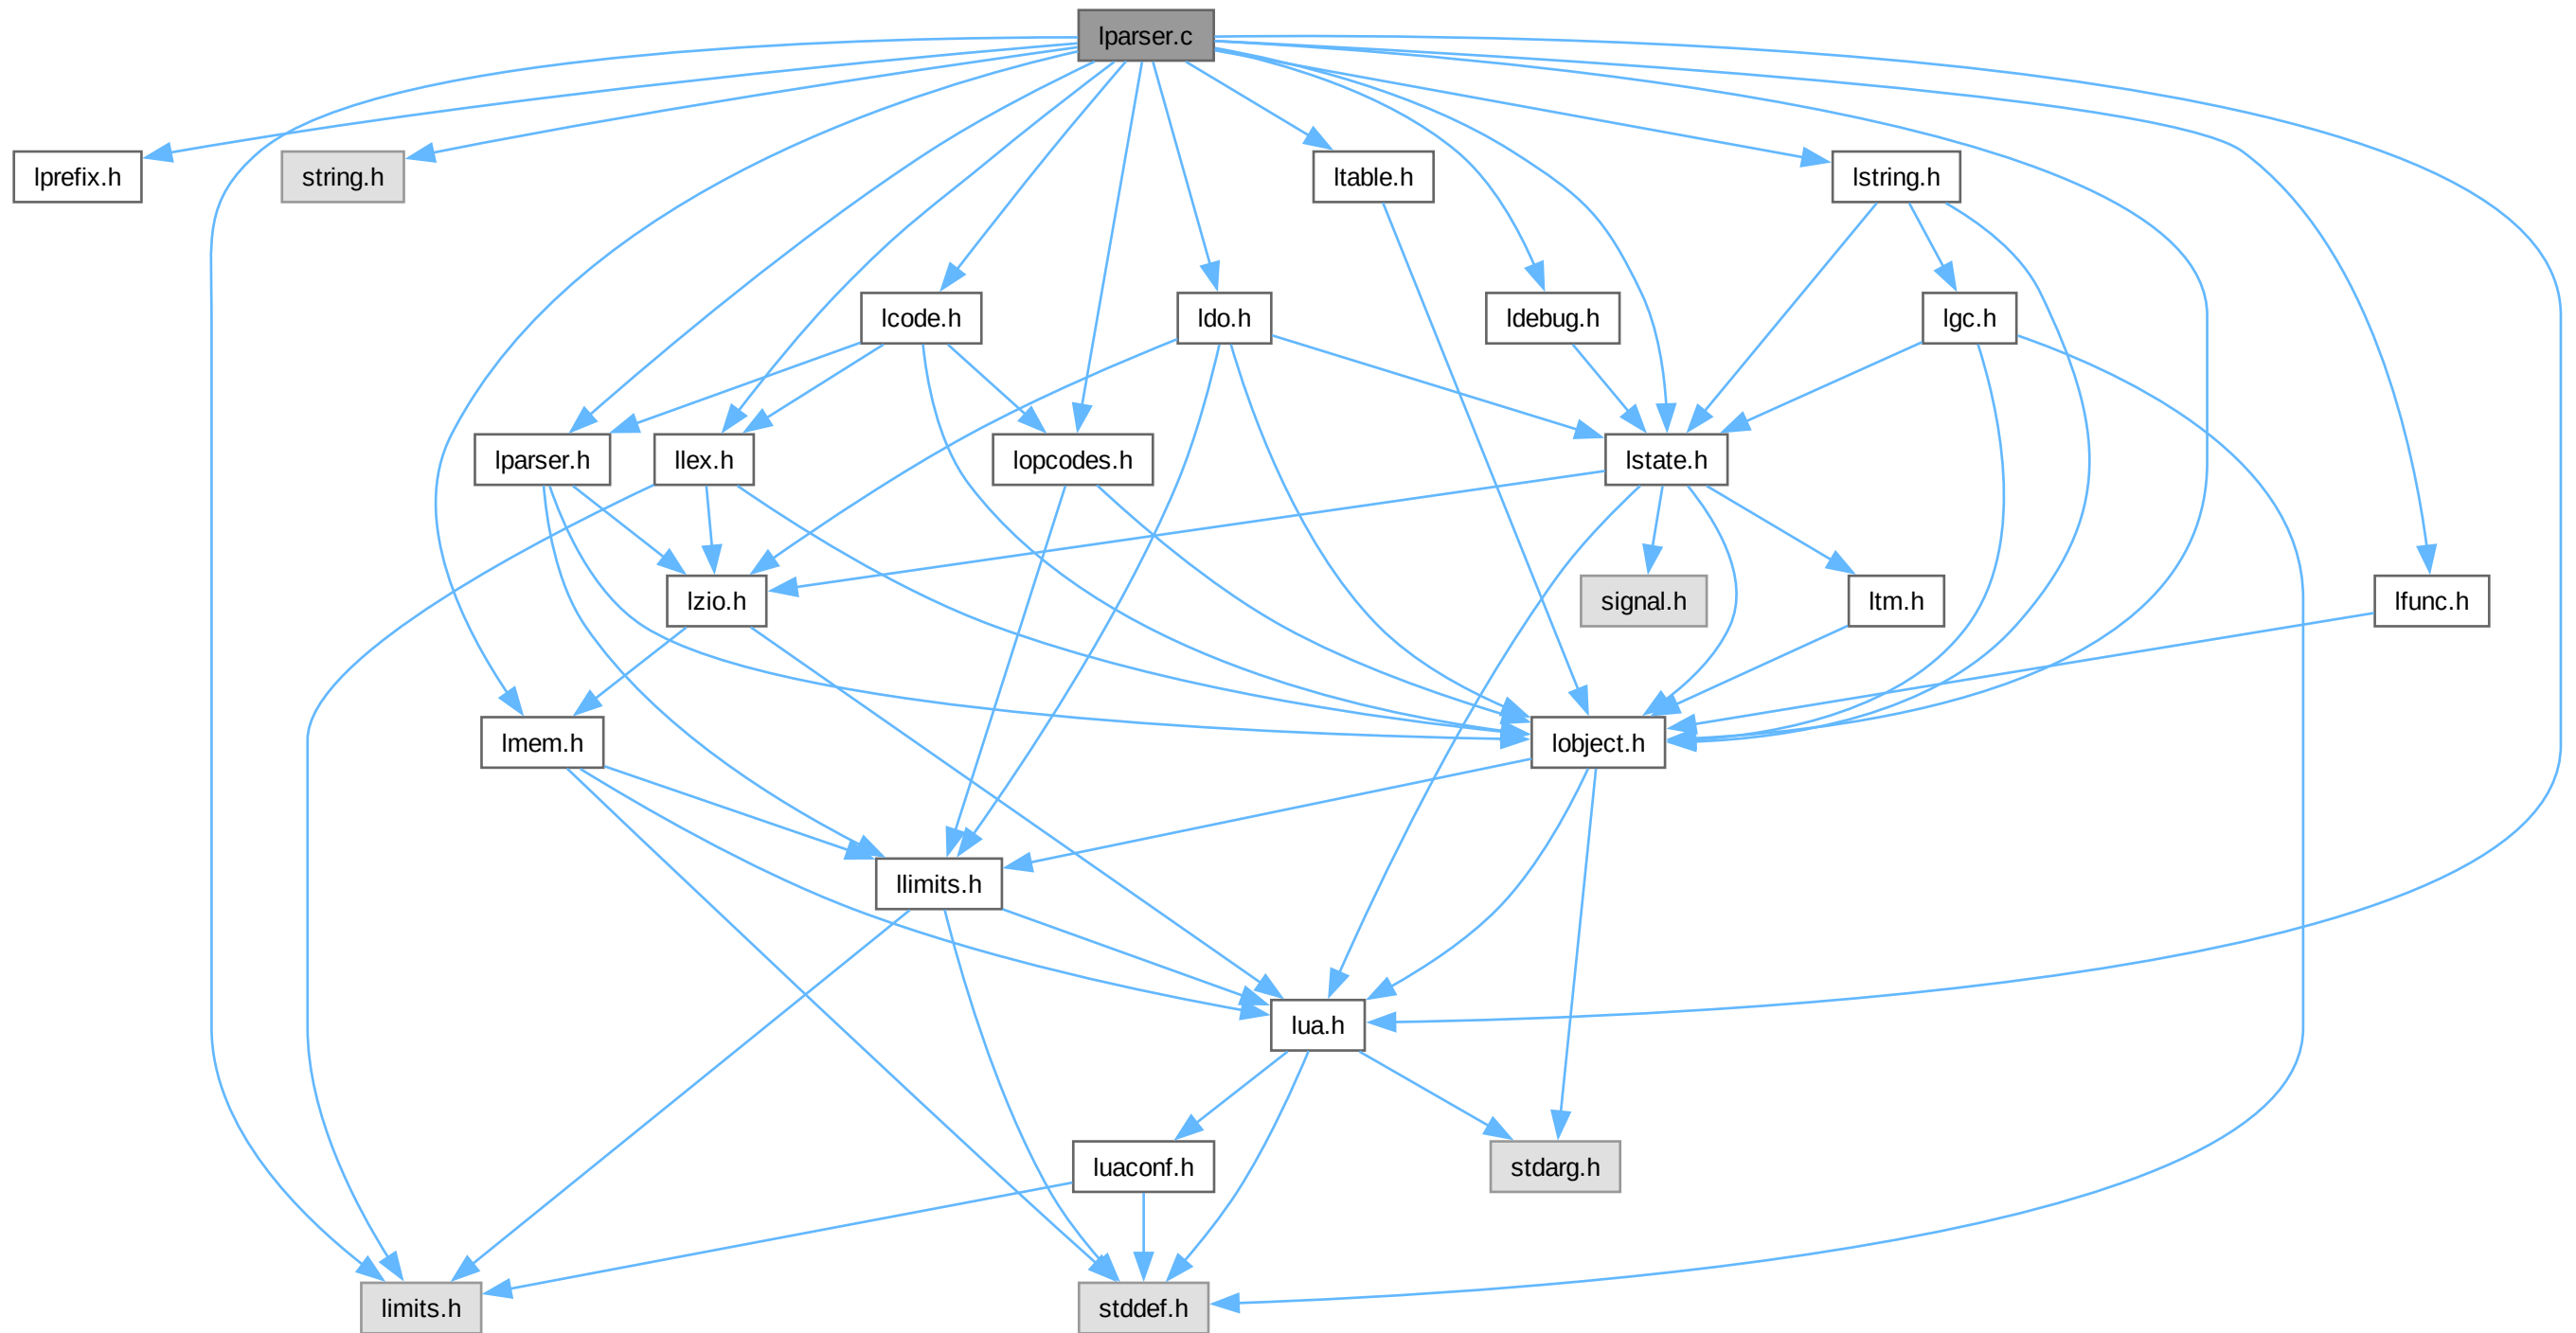 lparser.c
lprefix.h
string.h
ltable.h
lstring.h
lcode.h
ldo.h
ldebug.h
lgc.h
lparser.h
llex.h
lopcodes.h
lstate.h
lzio.h
signal.h
ltm.h
lfunc.h
lmem.h
lobject.h
llimits.h
lua.h
luaconf.h
stdarg.h
limits.h
stddef.h